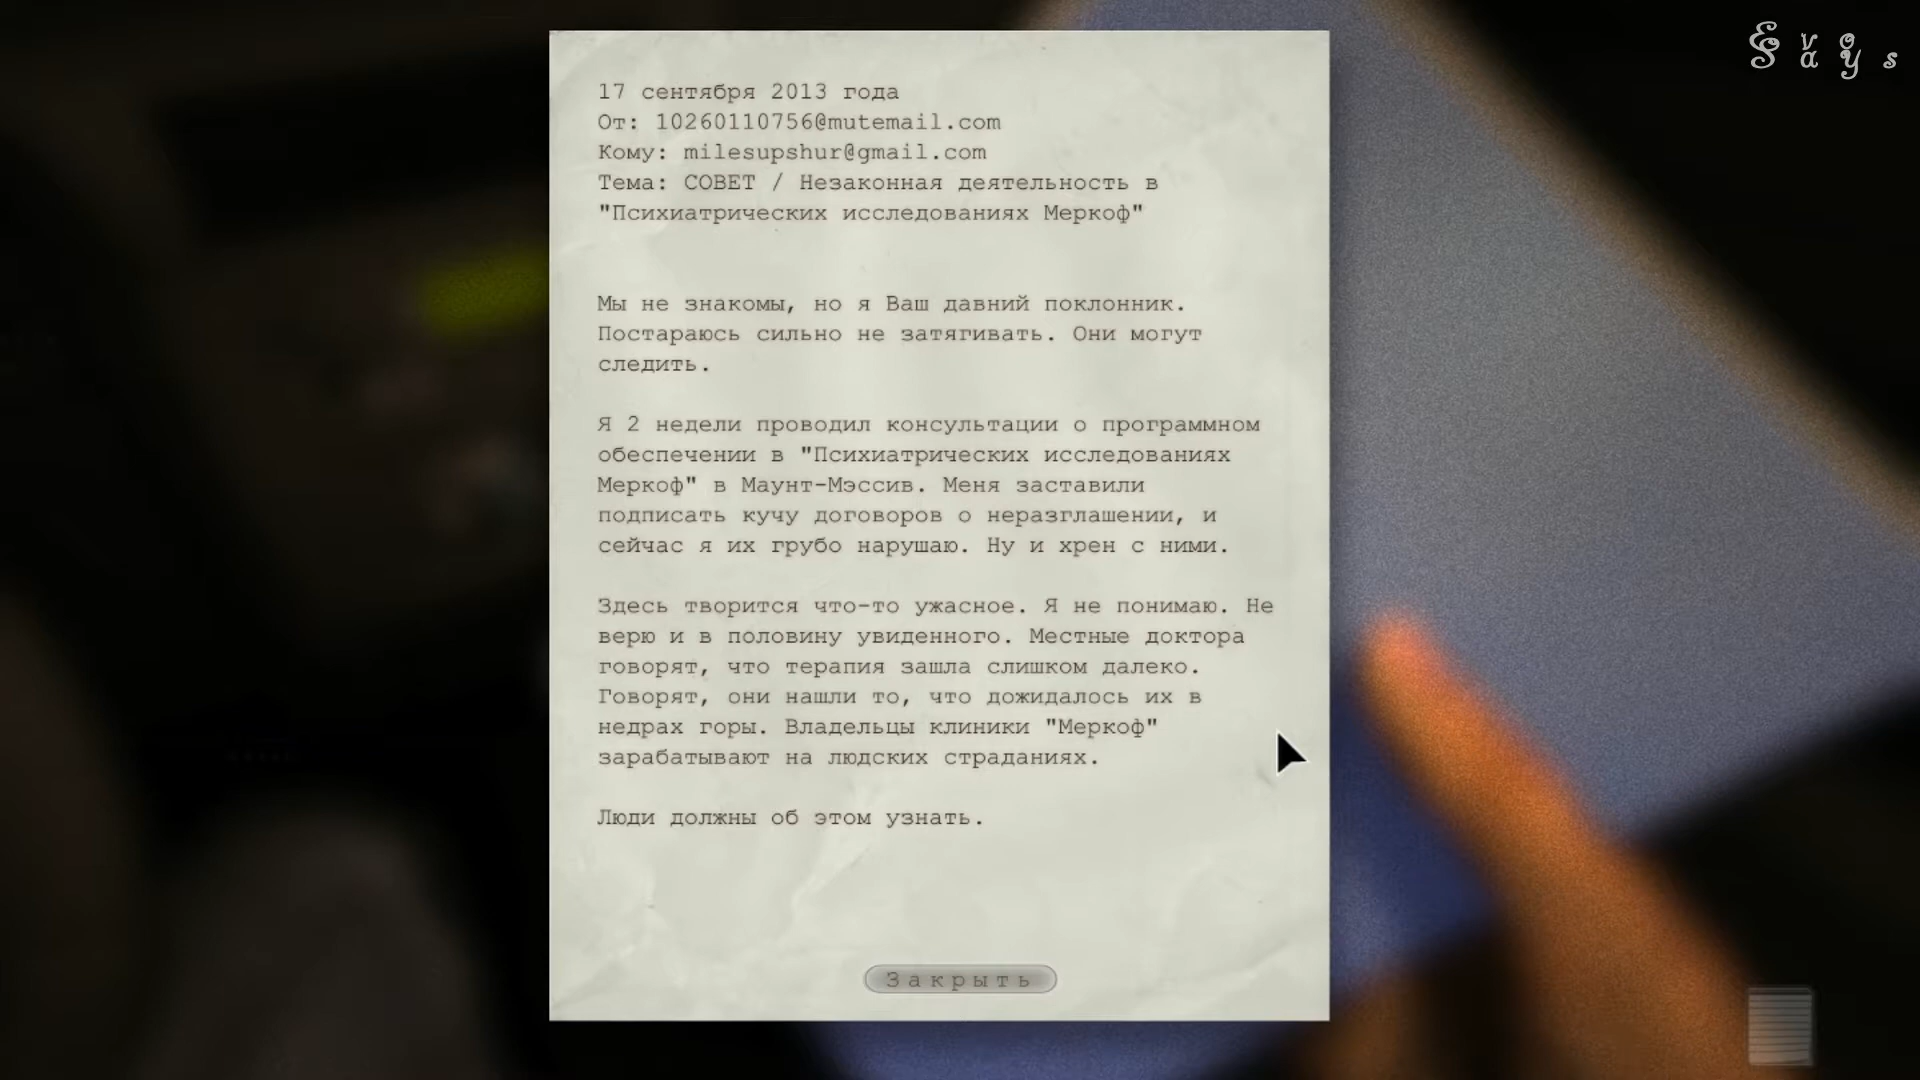 Evo
Says
17 сентября 2013 года
От: 10260110756@mutemail.com
Кому: milesupshur@gmail.com
Тема: СОВЕТ / Незаконная деятельность в
"Психиатрических исследованиях Меркоф"
Мы не знакомы, но я Ваш давний поклонник.
Постараюсь сильно не затягивать. Они могут
следить.
Я 2 недели проводил консультации о программном
обеспечении в "Психиатрических исследованиях
Меркоф" в Маунт-Мэссив. Меня заставили
подписать кучу договоров о неразглашении, и
сейчас я их грубо нарушаю. Ну и хрен с ними.
Здесь творится что-то ужасное. Я не понимаю. Не
верю и в половину увиденного. Местные доктора
говорят, что терапия зашла слишком далеко.
Говорят, они нашли то, что дожидалось их в
недрах горы. Владельцы клиники "Меркоф"
зарабатывают на людских страданиях.
Люди должны об этом узнать.
Закрыть